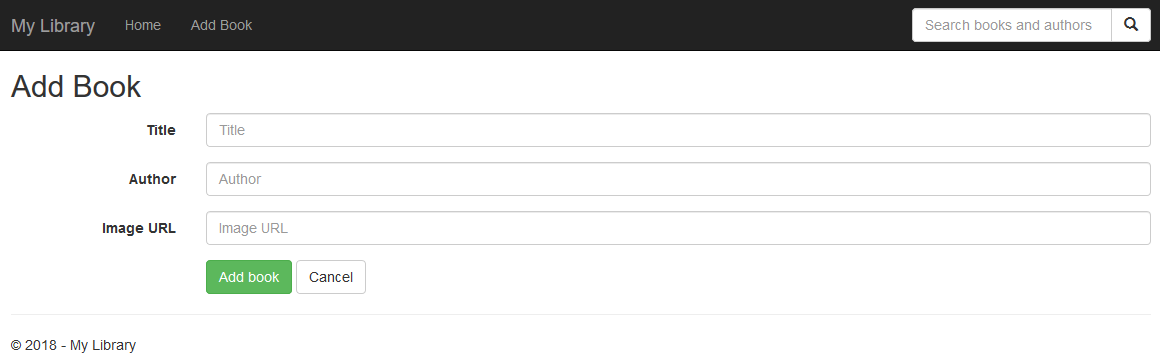 My Library Home Add Book Search books and authors
Add Book
Title Title
Author Author
Image URL Image URL
Add book Cancel
© 2018 - My Library